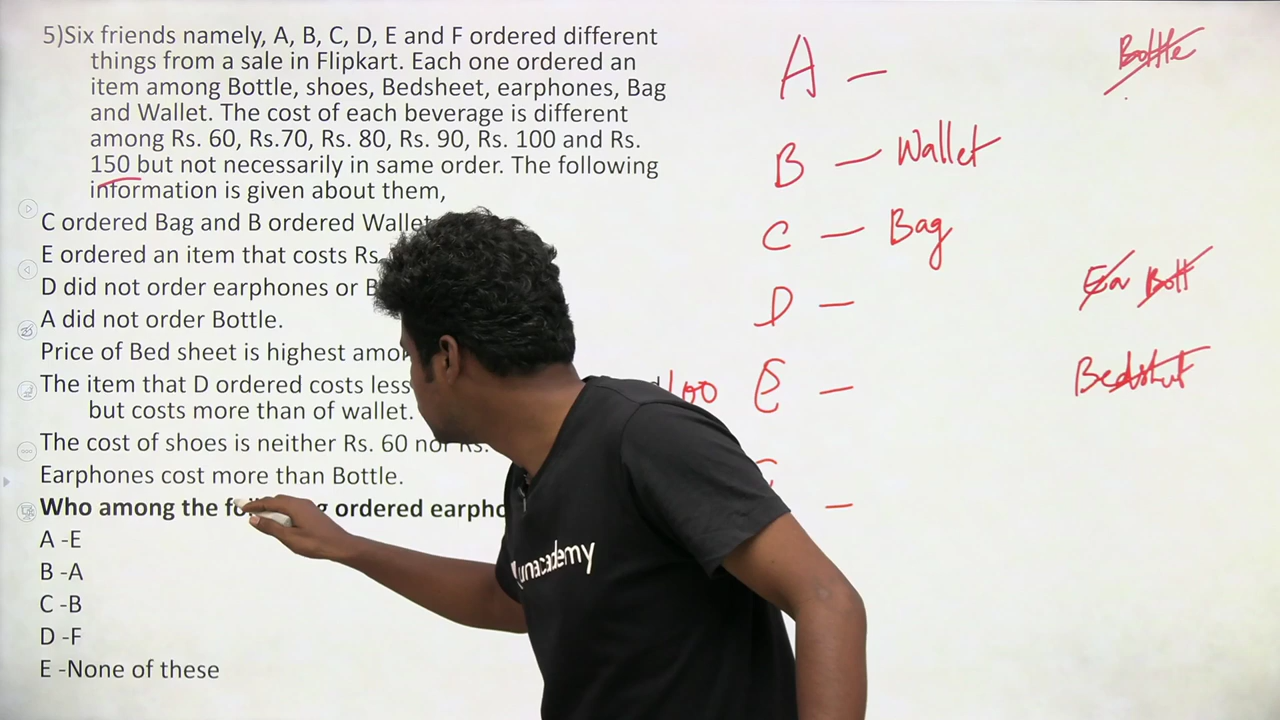 5)Six friends namely, A, B, C, D, E and F ordered different
things from a sale in Flipkart. Each one ordered an
item among Bottle, shoes, Bedsheet, earphones, Bag
and Wallet. The cost of each beverage is different
among Rs. 60, Rs.70, Rs. 80, Rs. 90, Rs. 100 and Rs.
150 but not necessarily in same order. The following
information is given about them,
C ordered Bag and B ordered Wallet
E ordered an item that costs Rs
D did not order earphones or B
A did not order Bottle.
Price of Bed sheet is highest
The item that D ordered costs less
but costs more than of wallet.
The cost of shoes is neither Rs. 60 nor Rs.
Earphones cost more than Bottle.
Who among the ordered
A -E
B -A
C -B
D -F
E -None of these
A — Bottle
B — Wallet
C — Bag
D — Ear Bott
100 E — Bedshut
—
unacademy